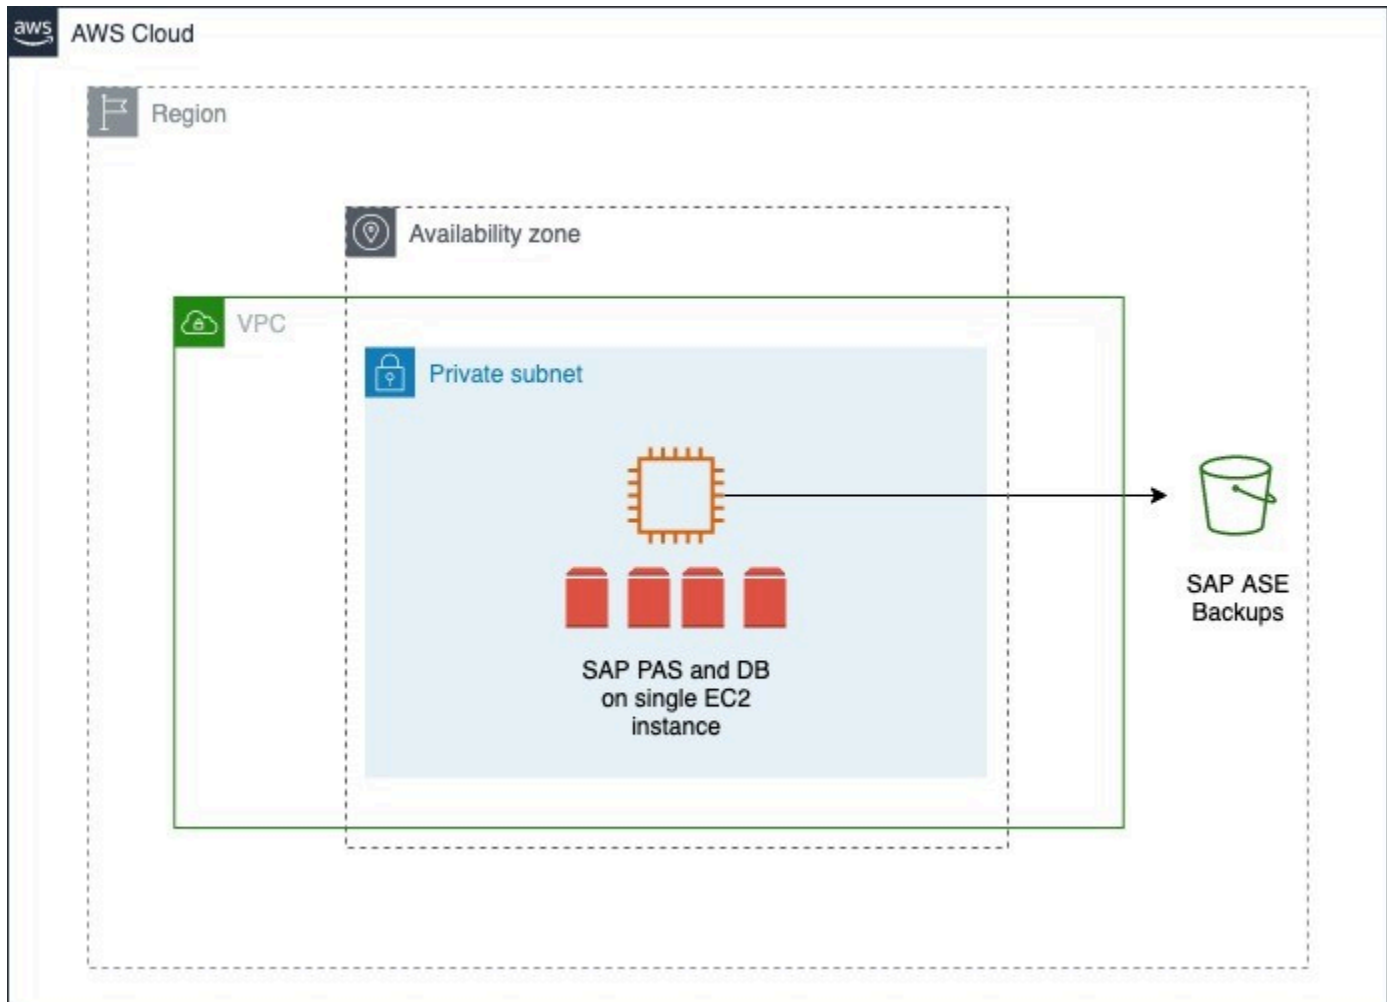 aws
AWS Cloud
Region
Availability zone
VPC
Private subnet
SAP PAS and DB
on single EC2
instance
SAP ASE
Backups